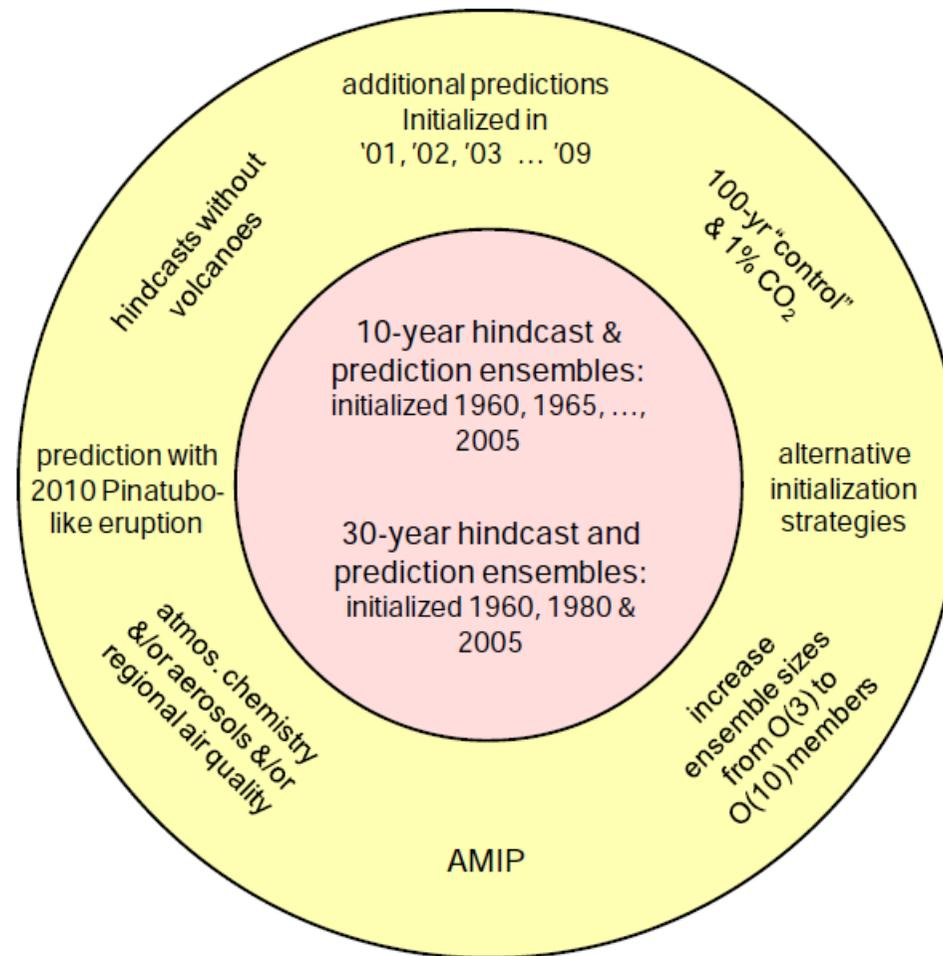 additional predictions
Initialized in
‘01, ’02, ’03 … ’09
hindcasts without
volcanoes
100-yr “control”
& 1% CO₂
10-year hindcast &
prediction ensembles:
initialized 1960, 1965, …,
2005
prediction with
2010 Pinatubo-
like eruption
alternative
initialization
strategies
30-year hindcast and
prediction ensembles:
initialized 1960, 1980 &
2005
atmos. chemistry
&/or aerosols &/or
regional air quality
increase
ensemble sizes
from O(3) to
O(10) members
AMIP